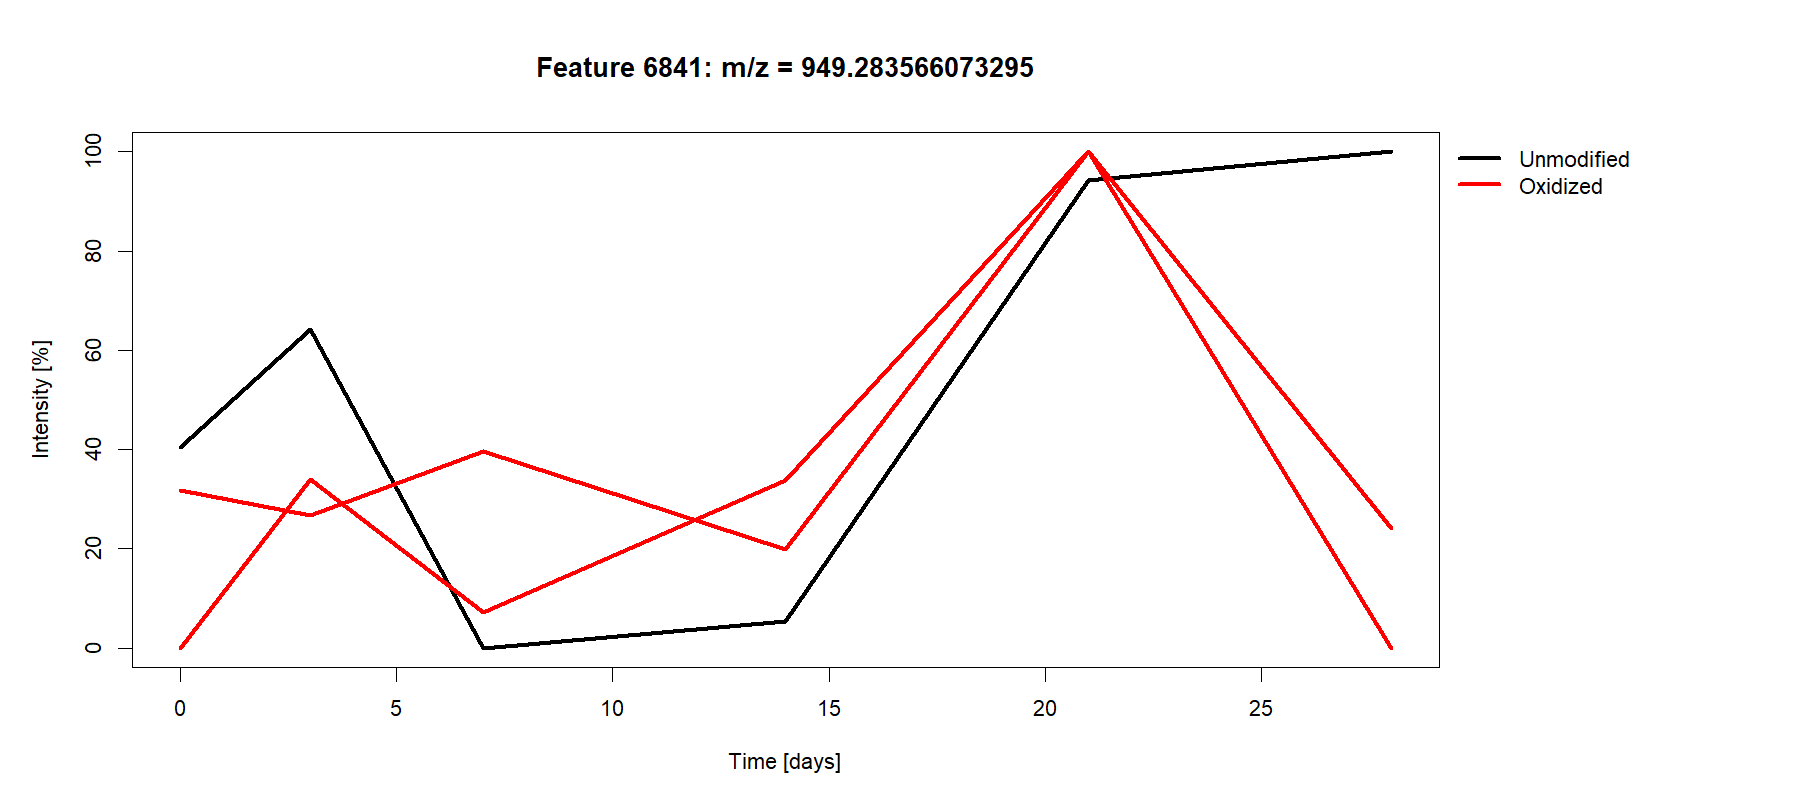 Feature 6841: m/z = 949.283566073295
Unmodified
Oxidized
Intensity [%]
100
80
60
40
20
0
0 5 10 15 20 25
Time [days]